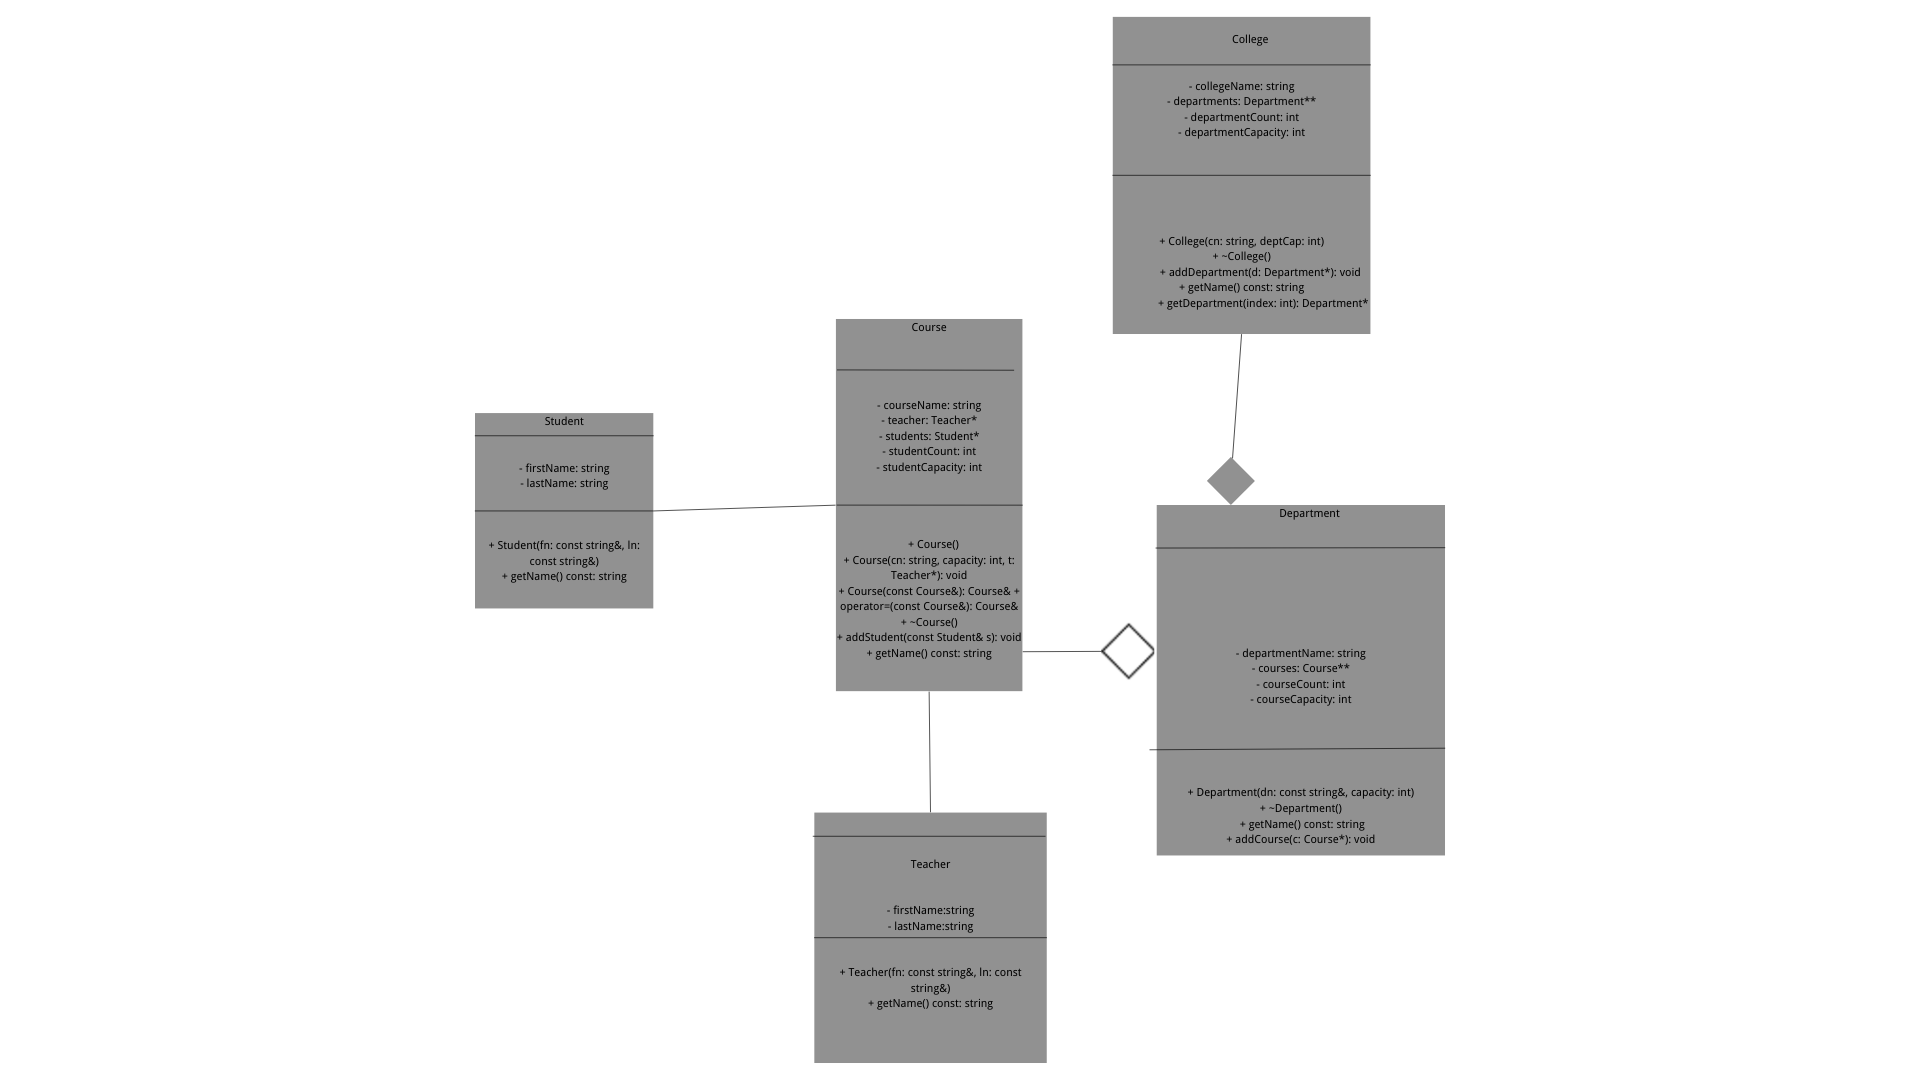 College
- collegeName: string
- departments: Department**
- departmentCount: int
- departmentCapacity: int
+ College(cn: string, deptCap: int)
+ ~College()
+ addDepartment(d: Department*): void
+ getName() const: string
+ getDepartment(index: int): Department*
Course
- courseName: string
- teacher: Teacher*
- students: Student*
- studentCount: int
- studentCapacity: int
+ Course()
+ Course(cn: string, capacity: int, t:
Teacher*): void
+ Course(const Course&): Course& +
operator=(const Course&): Course&
+ ~Course()
+ addStudent(const Student& s): void
+ getName() const: string
Student
- firstName: string
- lastName: string
+ Student(fn: const string&, ln:
const string&)
+ getName() const: string
Department
- departmentName: string
- courses: Course**
- courseCount: int
- courseCapacity: int
+ Department(dn: const string&, capacity: int)
+ ~Department()
+ getName() const: string
+ addCourse(c: Course*): void
Teacher
- firstName:string
- lastName:string
+ Teacher(fn: const string&, ln: const
string&)
+ getName() const: string